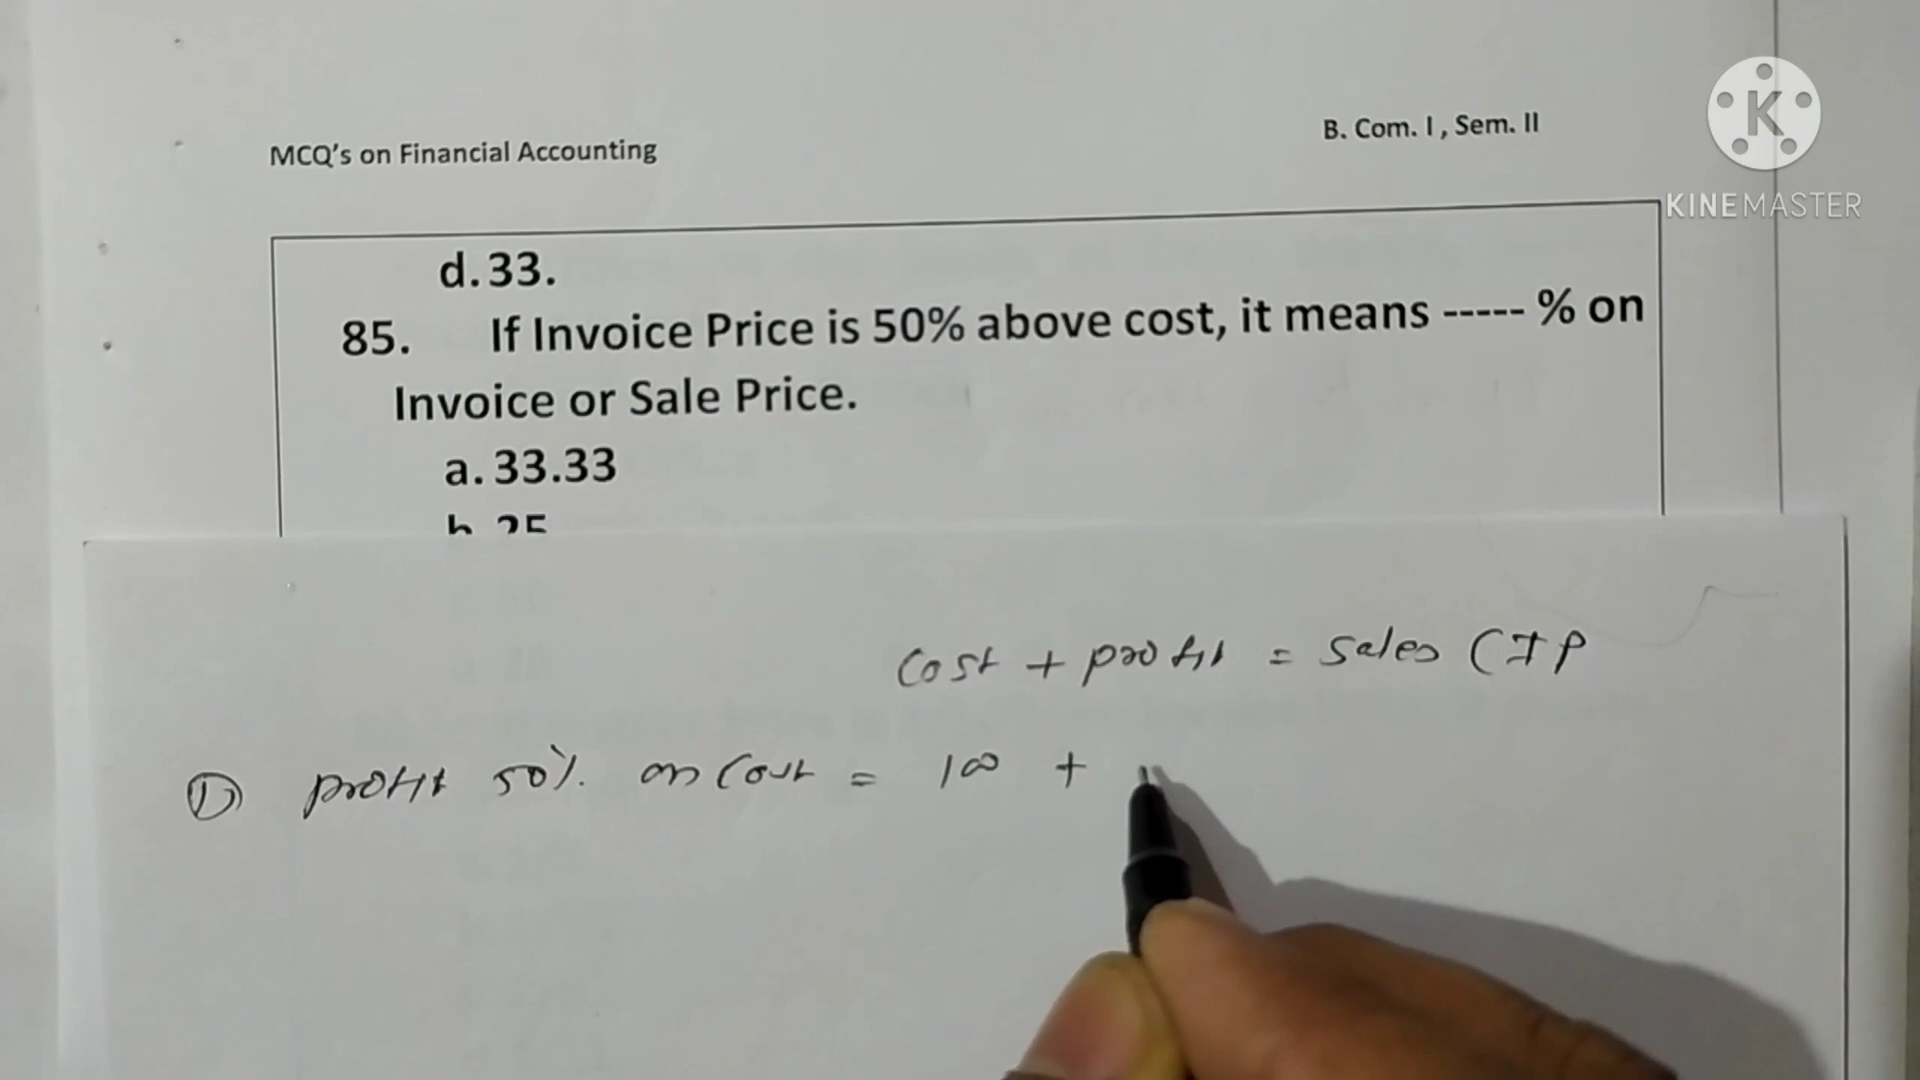 MCQ's on Financial Accounting
B. Com. I , Sem. II
KINEMASTER
d. 33.
85. If Invoice Price is 50% above cost, it means ----- % on
Invoice or Sale Price.
a. 33.33
b. 25
Cost + profit = Sales (IP
① profit 50% on Cost = 100 +